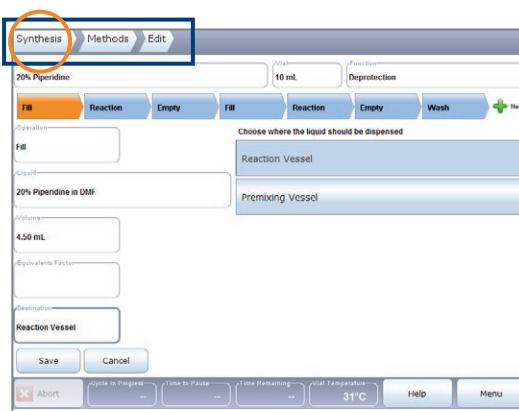 Synthesis Methods Edit
Vial
Function
20% Piperidine 10 mL Deprotection
Fill Reaction Empty Fill Reaction Empty Wash Ne
Operation
Choose where the liquid should be dispensed
Fill
Reaction Vessel
Liquid
20% Piperidine in DMF
Premixing Vessel
Volume
4.50 mL
Equivalents Factor
Destination
Reaction Vessel
Save Cancel
Cycle in Progress Time to Pause Time Remaining Vial Temperature
Abort -- -- -- 31°C Help Menu